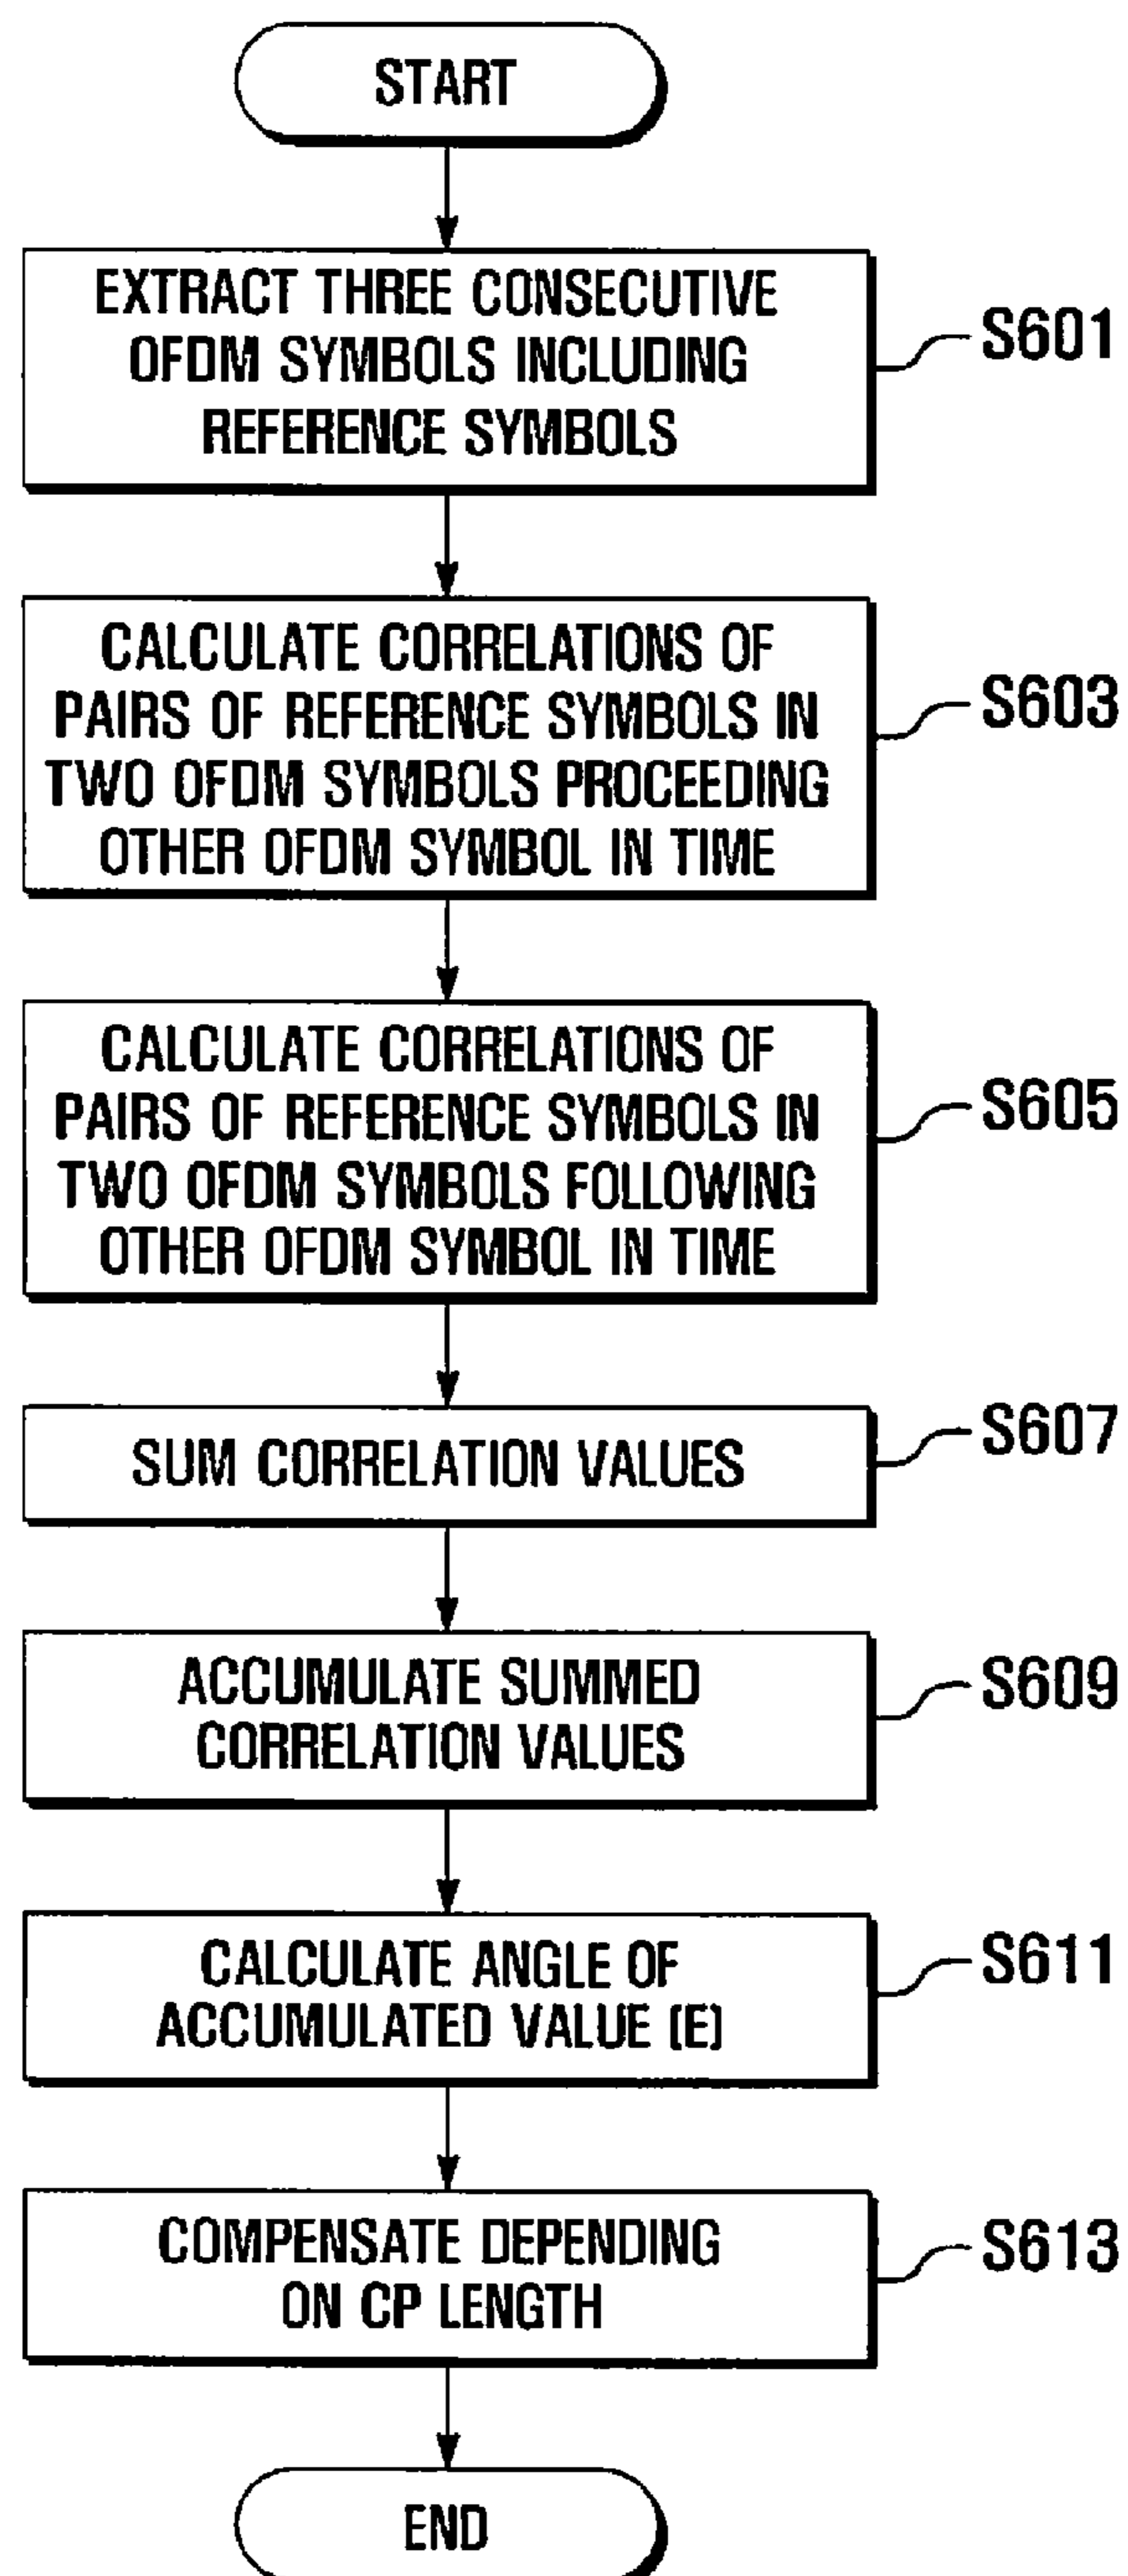 START
EXTRACT THREE CONSECUTIVE
OFDM SYMBOLS INCLUDING
REFERENCE SYMBOLS
S601
CALCULATE CORRELATIONS OF
PAIRS OF REFERENCE SYMBOLS IN
TWO OFDM SYMBOLS PROCEEDING
OTHER OFDM SYMBOL IN TIME
S603
CALCULATE CORRELATIONS OF
PAIRS OF REFERENCE SYMBOLS IN
TWO OFDM SYMBOLS FOLLOWING
OTHER OFDM SYMBOL IN TIME
S605
SUM CORRELATION VALUES
S607
ACCUMULATE SUMMED
CORRELATION VALUES
S609
CALCULATE ANGLE OF
ACCUMULATED VALUE (E)
S611
COMPENSATE DEPENDING
ON CP LENGTH
S613
END